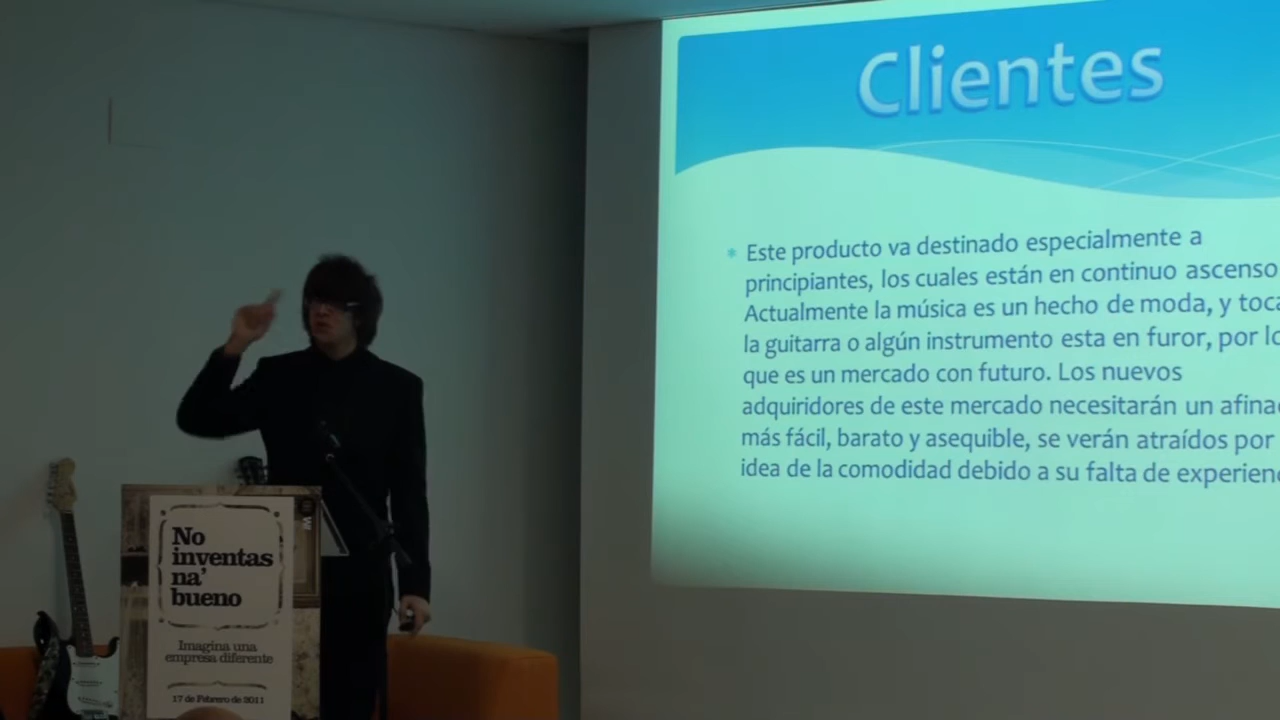 Clientes
Este producto va destinado especialmente a
principiantes, los cuales están en continuo ascenso
Actualmente la música es un hecho de moda, y toca
la guitarra o algún instrumento esta en furor, por lo
que es un mercado con futuro. Los nuevos
adquiridores de este mercado necesitarán un afinad
más fácil, barato y asequible, se verán atraídos por
idea de la comodidad debido a su falta de experien
No
inventas
na'
bueno
Imagina una
empresa diferente
17 de Febrero de 2011